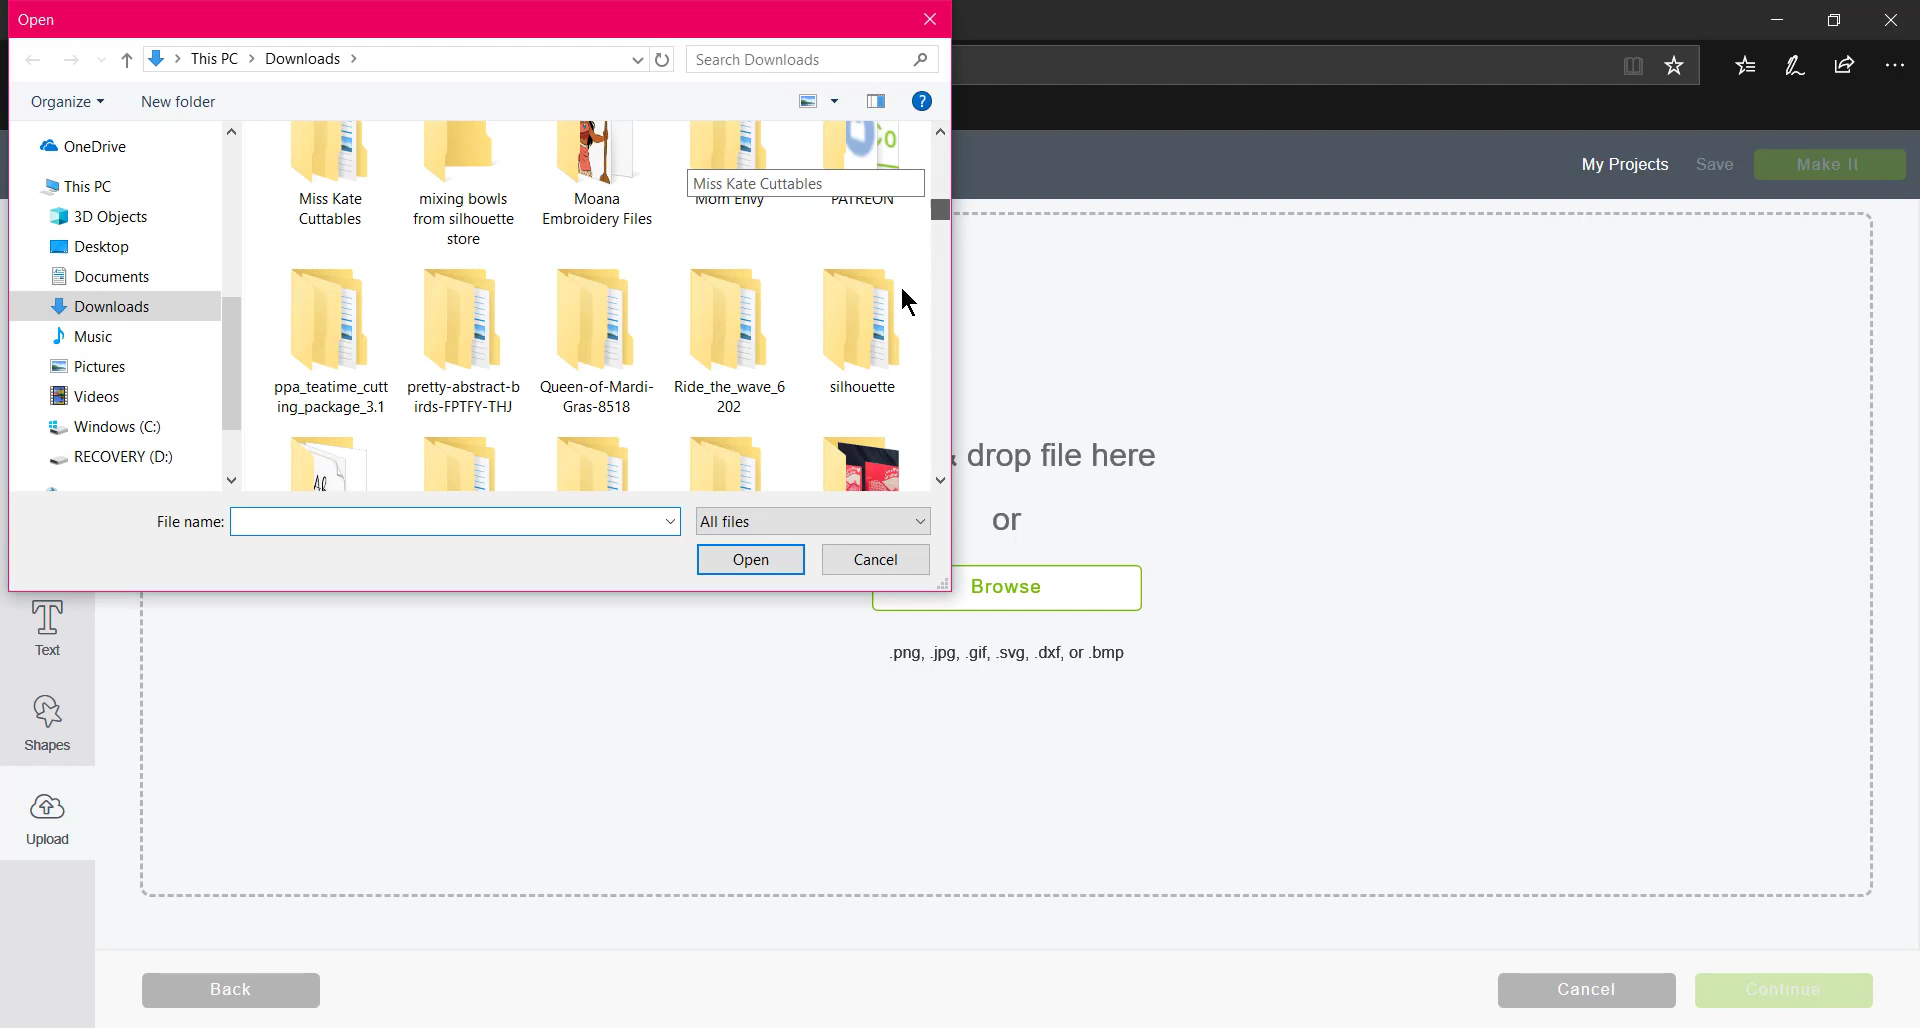 Open
This PC
Downloads
Search Downloads
Organize
New folder
OneDrive
This PC
3D Objects
Desktop
Documents
Downloads
Music
Pictures
Videos
Windows (C:)
RECOVERY (D:)
Miss Kate
Cuttables
mixing bowls
from silhouette
store
Moana
Embroidery Files
Miss Kate Cuttables
Mom Envy
PATREON
ppa_teatime_cutt
ing_package_3.1
pretty-abstract-b
irds-FPTFY-THJ
Queen-of-Mardi-
Gras-8518
Ride_the_wave_6
202
silhouette
File name:
All files
Open
Cancel
My Projects
Save
Make It
drop file here
or
Browse
.png, .jpg, .gif, .svg, .dxf, or .bmp
Text
Shapes
Upload
Back
Cancel
Continue